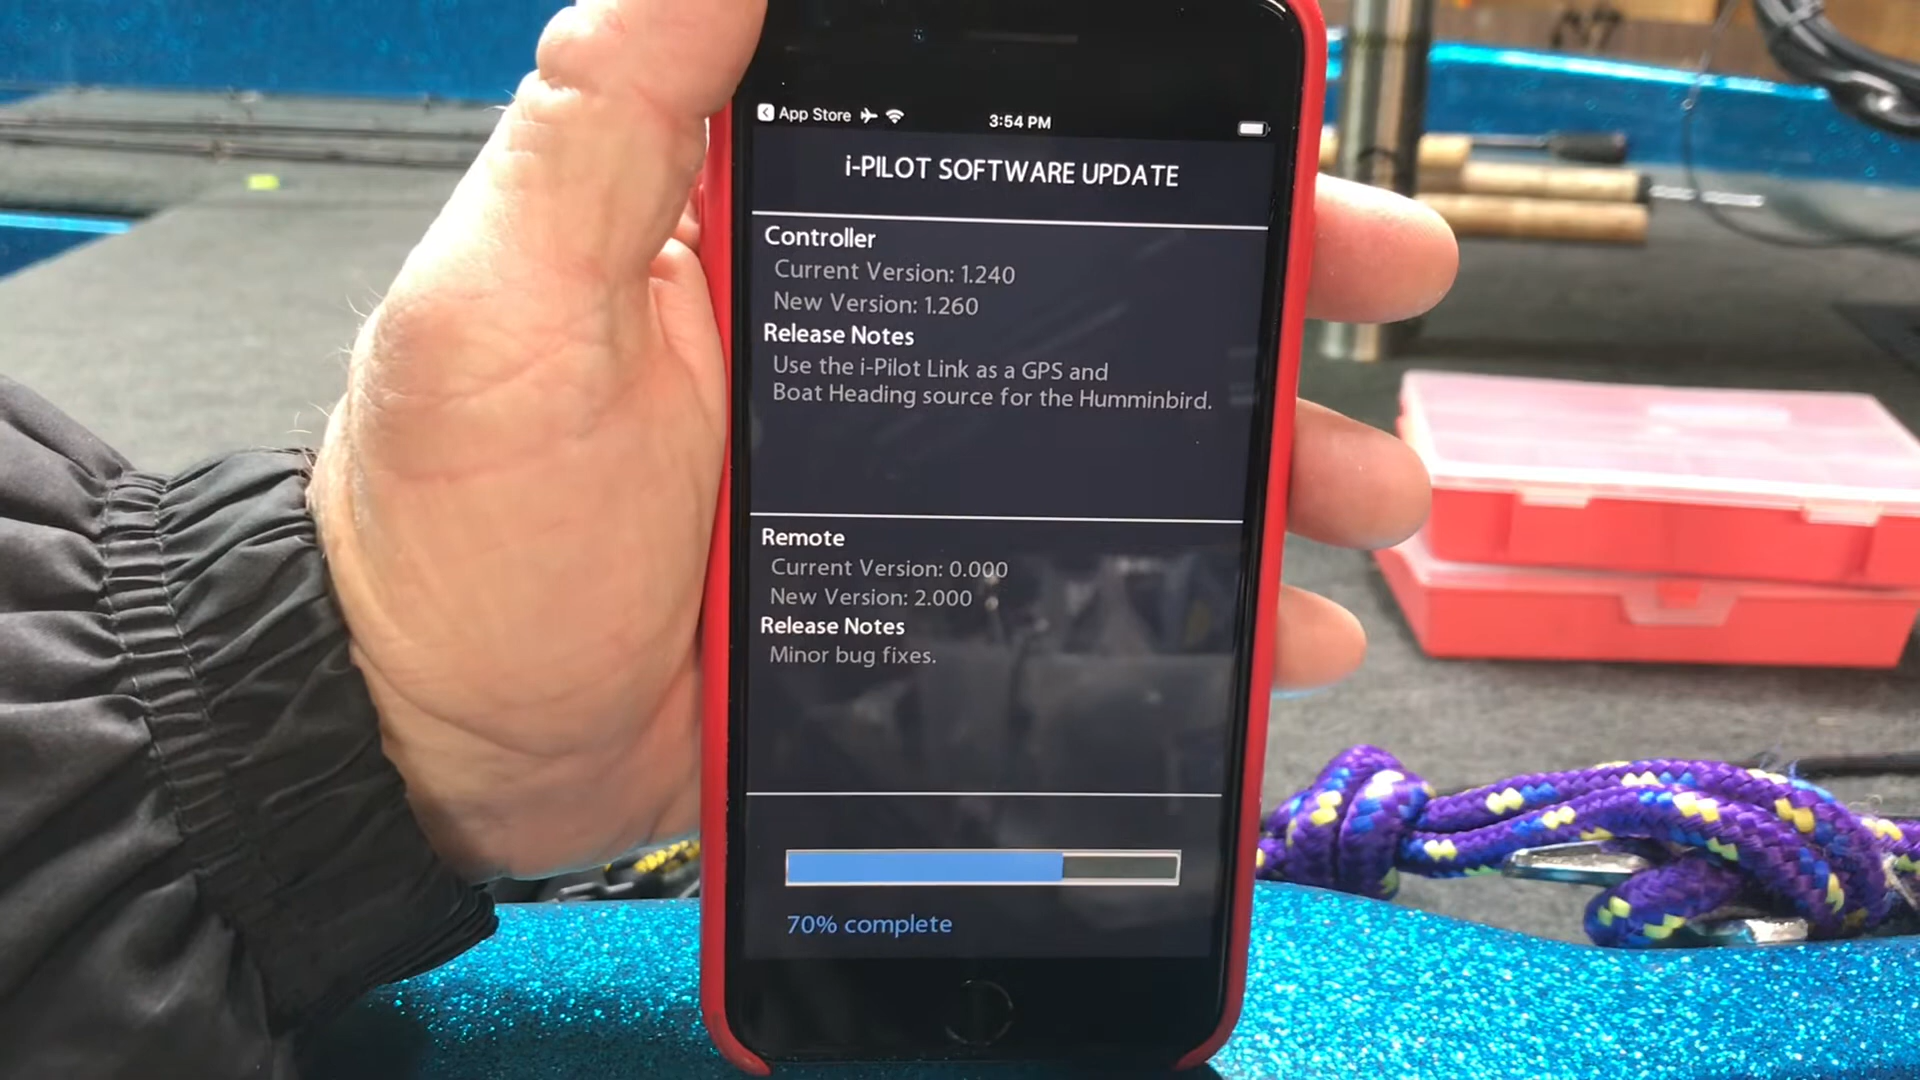 App Store
3:54 PM
i-PILOT SOFTWARE UPDATE
Controller
Current Version: 1.240
New Version: 1.260
Release Notes
Use the i-Pilot Link as a GPS and
Boat Heading source for the Humminbird.
Remote
Current Version: 0.000
New Version: 2.000
Release Notes
Minor bug fixes.
70% complete